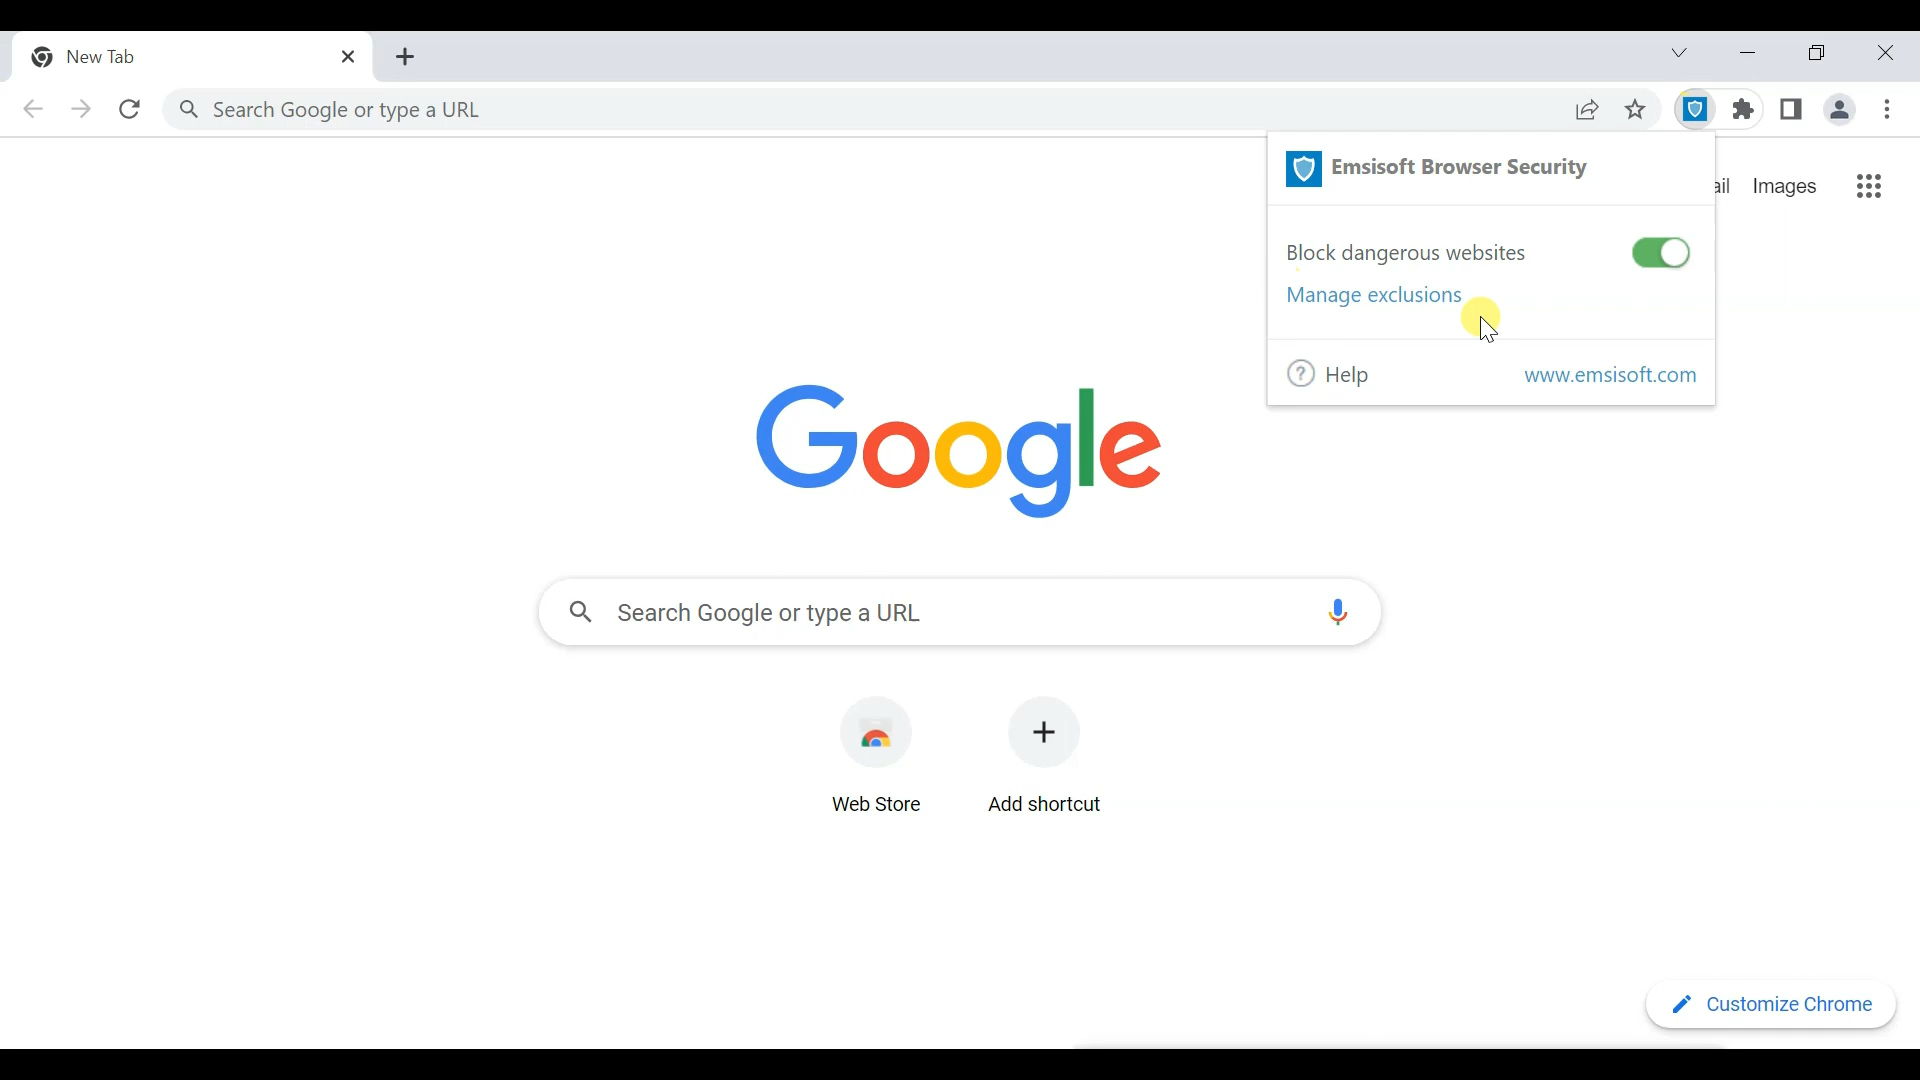 New Tab
Search Google or type a URL
Emsisoft Browser Security
ail Images
Block dangerous websites
Manage exclusions
? Help www.emsisoft.com
Google
Search Google or type a URL
Web Store Add shortcut
Customize Chrome